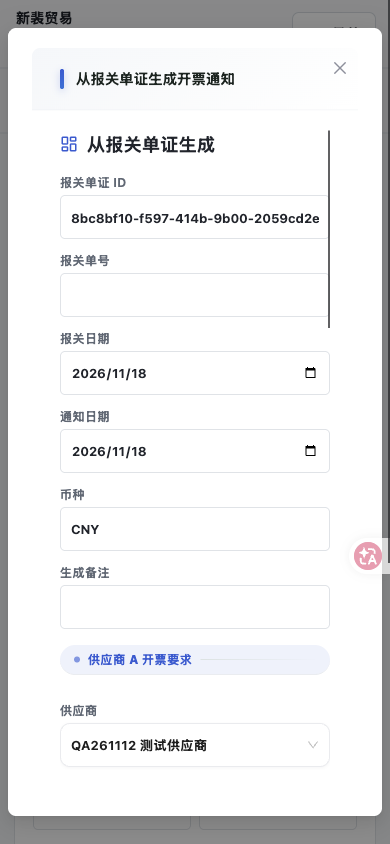 新裴贸易
从报关单证生成开票通知
从报关单证生成
报关单证 ID
8bc8bf10-f597-414b-9b00-2059cd2e
报关单号
报关日期
2026/11/18
通知日期
2026/11/18
币种
CNY
生成备注
供应商 A 开票要求
供应商
QA261112 测试供应商